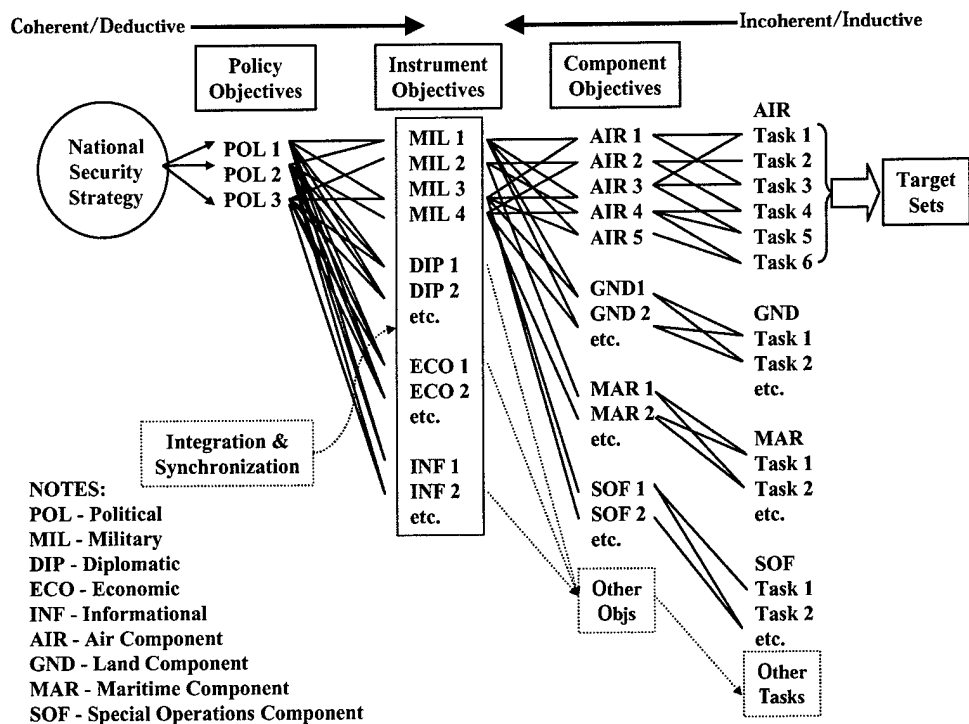 Coherent/Deductive
Incoherent/Inductive
Policy
Objectives
Instrument
Objectives
Component
Objectives
National
Security
Strategy
POL 1
POL 2
POL 3
MIL 1
MIL 2
MIL 3
MIL 4
DIP 1
DIP 2
etc.
ECO 1
ECO 2
etc.
INF 1
INF 2
etc.
AIR 1
AIR 2
AIR 3
AIR 4
AIR 5
GND1
GND 2
etc.
MAR 1
MAR 2
etc.
SOF 1
SOF 2
etc.
Other
Objs
AIR
Task 1
Task 2
Task 3
Task 4
Task 5
Task 6
GND
Task 1
Task 2
etc.
MAR
Task 1
Task 2
etc.
SOF
Task 1
Task 2
etc.
Other
Tasks
Target
Sets
Integration &
Synchronization
NOTES:
POL - Political
MIL - Military
DIP - Diplomatic
ECO - Economic
INF - Informational
AIR - Air Component
GND - Land Component
MAR - Maritime Component
SOF - Special Operations Component